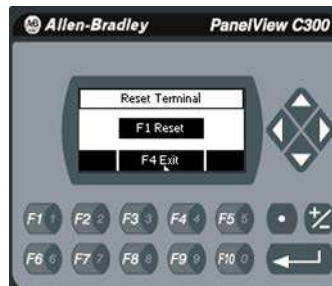 AB Allen-Bradley PanelView C300
Reset Terminal
F1 Reset
F4 Exit
F1 1 F2 2 F3 3 F4 4 F5 5 • +/-
F6 6 F7 7 F8 8 F9 9 F10 0